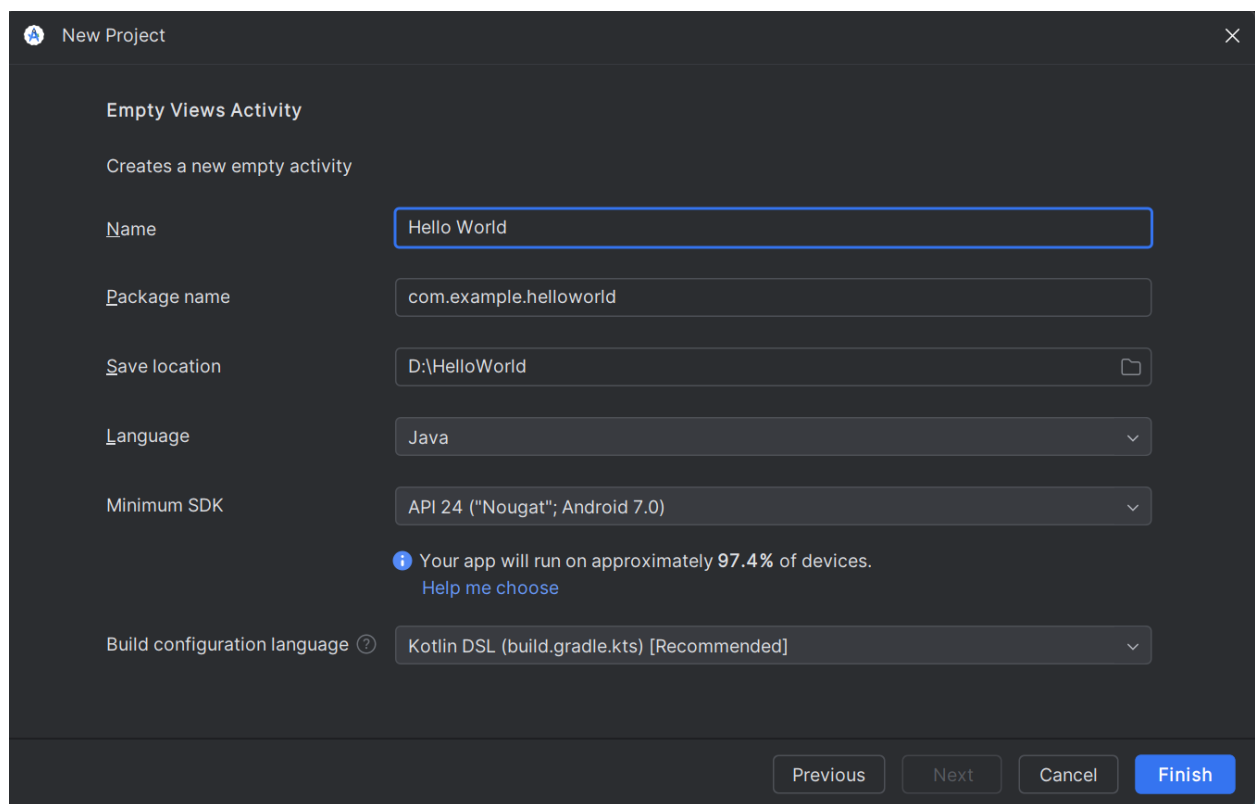 New Project
Empty Views Activity
Creates a new empty activity
Name
Hello World
Package name
com.example.helloworld
Save location
D:\HelloWorld
Language
Java
Minimum SDK
API 24 ("Nougat"; Android 7.0)
Your app will run on approximately 97.4% of devices.
Help me choose
Build configuration language ?
Kotlin DSL (build.gradle.kts) [Recommended]
Previous
Next
Cancel
Finish